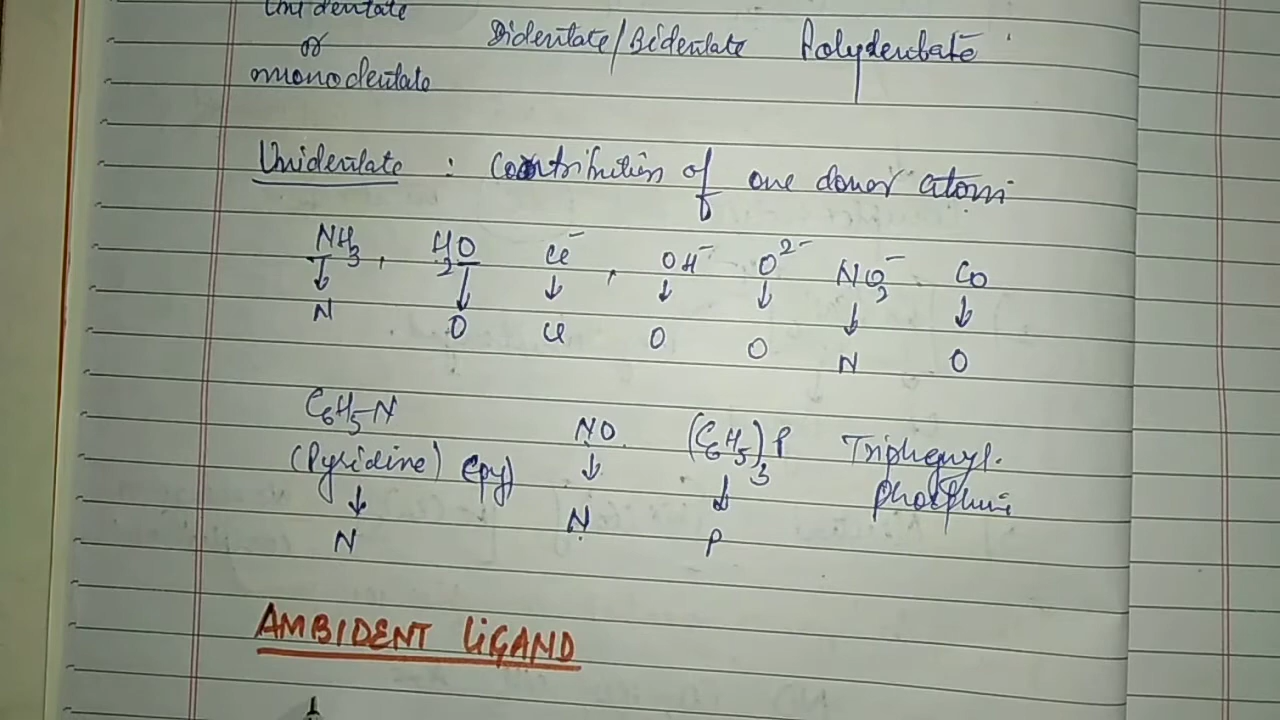 Unidentate
or
monodentate
Didentate/Bidentate Polydentate
Unidentate : Contribution of one donor atom
NH₃, H₂O Cl⁻, OH⁻ O²⁻ NO₂⁻ CO
↓ ↓ ↓ ↓ ↓ ↓ ↓
N O Cl O O N O
C₆H₅N
(Pyridine) (py)
↓
N
NO
↓
N
(C₆H₅)₃P Triphenyl
phosphine
↓
P
AMBIDENT LIGAND